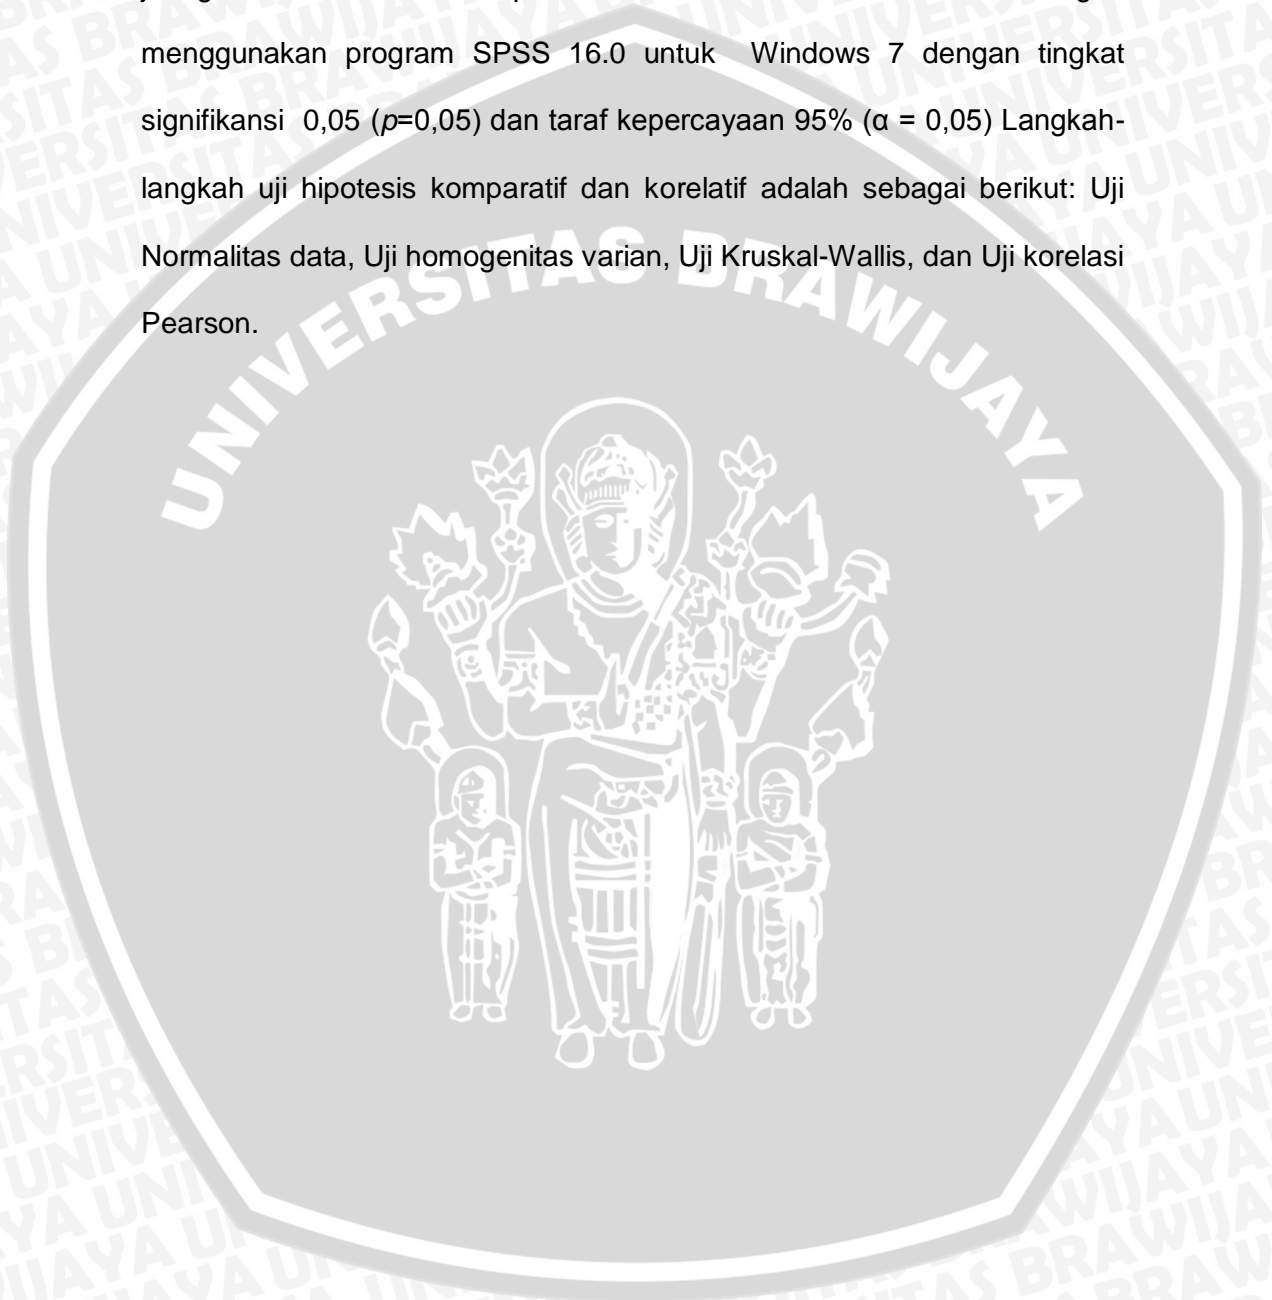 menggunakan program SPSS 16.0 untuk Windows 7 dengan tingkat
signifikansi 0,05 (p=0,05) dan taraf kepercayaan 95% (α = 0,05) Langkah-
langkah uji hipotesis komparatif dan korelatif adalah sebagai berikut: Uji
Normalitas data, Uji homogenitas varian, Uji Kruskal-Wallis, dan Uji korelasi
Pearson.
UNIVERSITAS BRAWIJAYA